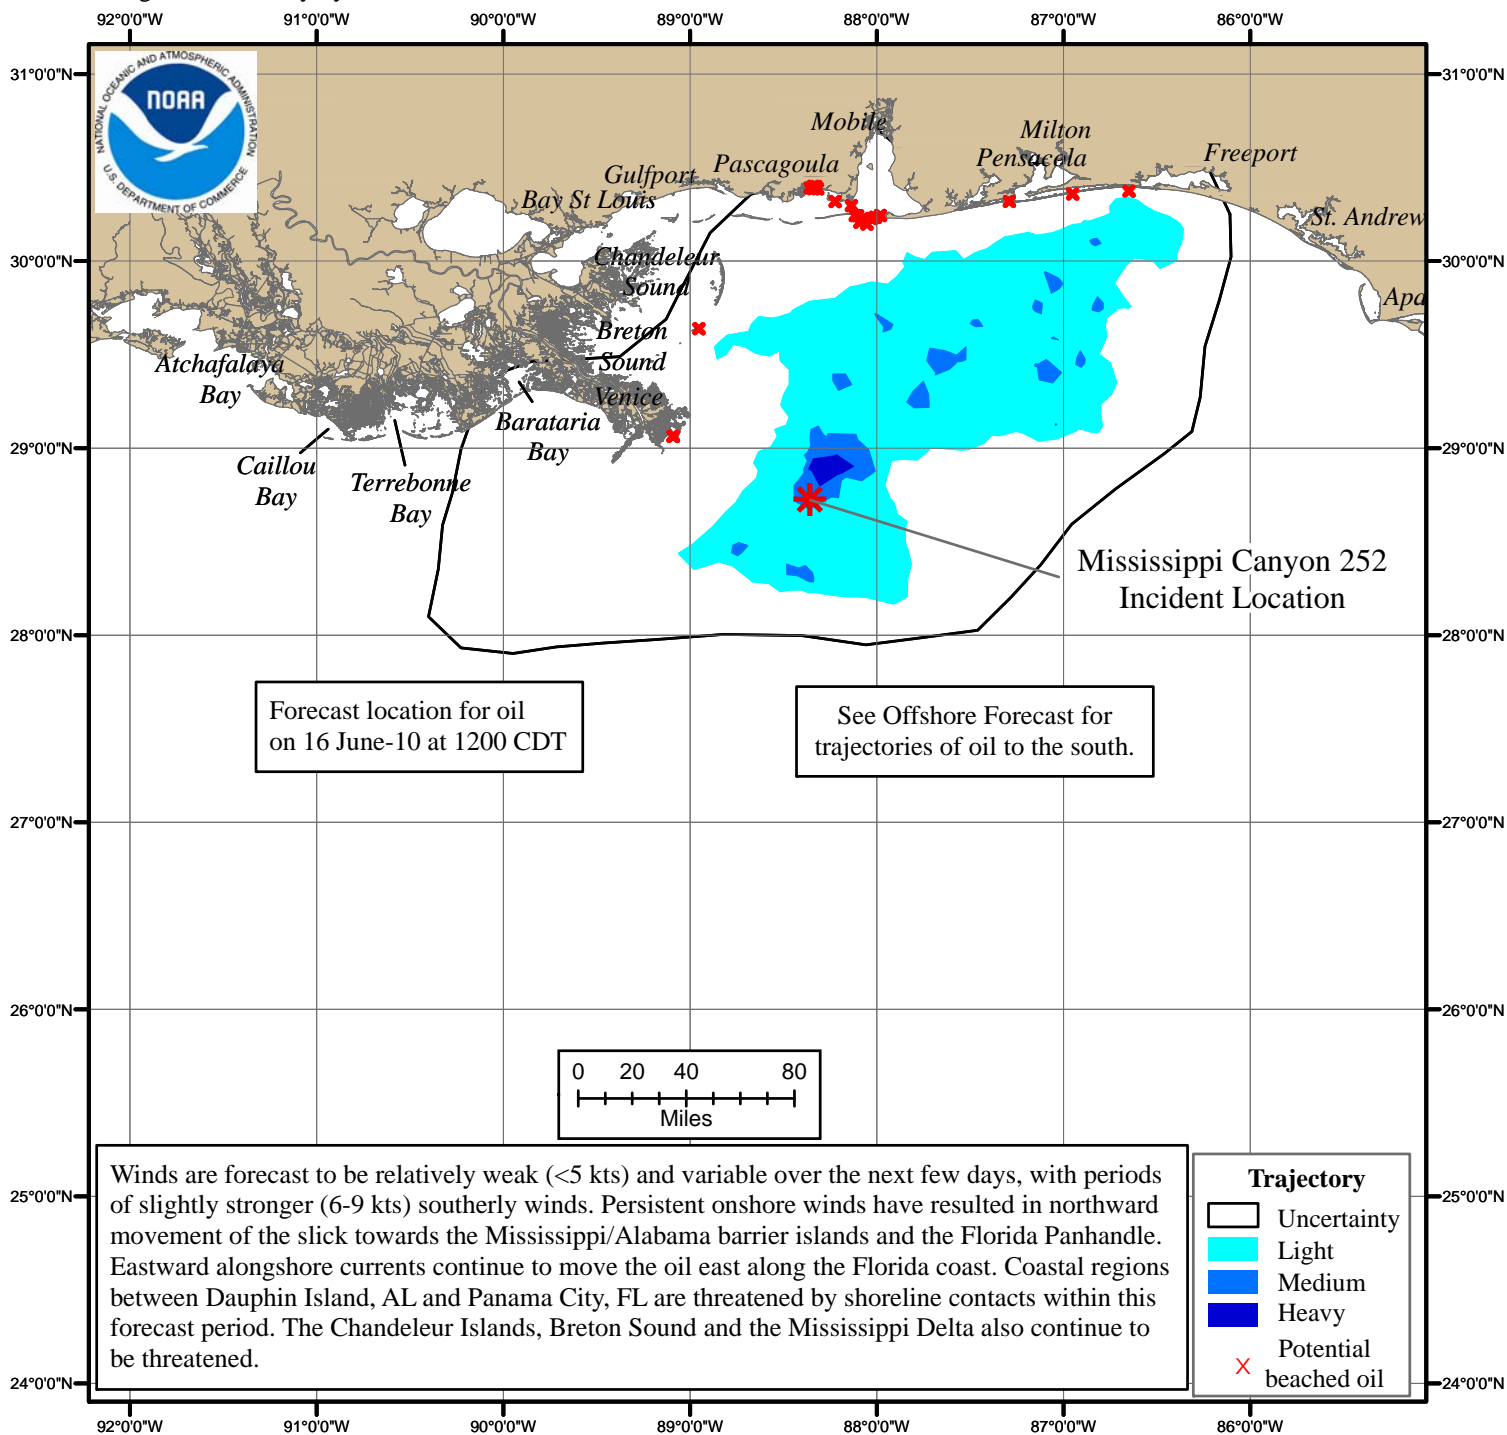 92°0'0"W 91°0'0"W 90°0'0"W 89°0'0"W 88°0'0"W 87°0'0"W 86°0'0"W
31°0'0"N 31°0'0"N
NATIONAL OCEANIC AND ATMOSPHERIC ADMINISTRATION
NOAA
U.S. DEPARTMENT OF COMMERCE
Mobile
Milton
Pensacola
Freeport
Pascagoula
Gulfport
Bay St Louis
St. Andrew
30°0'0"N 30°0'0"N
Chandeleur
Sound
Apa
Breton
Sound
Atchafalaya
Bay
Venice
Barataria
Bay
29°0'0"N 29°0'0"N
Caillou
Bay
Terrebonne
Bay
Mississippi Canyon 252
Incident Location
28°0'0"N 28°0'0"N
Forecast location for oil
on 16 June-10 at 1200 CDT
See Offshore Forecast for
trajectories of oil to the south.
27°0'0"N 27°0'0"N
26°0'0"N 26°0'0"N
0 20 40 80
Miles
Winds are forecast to be relatively weak (<5 kts) and variable over the next few days, with periods
of slightly stronger (6-9 kts) southerly winds. Persistent onshore winds have resulted in northward
movement of the slick towards the Mississippi/Alabama barrier islands and the Florida Panhandle.
Eastward alongshore currents continue to move the oil east along the Florida coast. Coastal regions
between Dauphin Island, AL and Panama City, FL are threatened by shoreline contacts within this
forecast period. The Chandeleur Islands, Breton Sound and the Mississippi Delta also continue to
be threatened.
25°0'0"N 25°0'0"N
Trajectory
Uncertainty
Light
Medium
Heavy
X Potential
beached oil
24°0'0"N 24°0'0"N
92°0'0"W 91°0'0"W 90°0'0"W 89°0'0"W 88°0'0"W 87°0'0"W 86°0'0"W